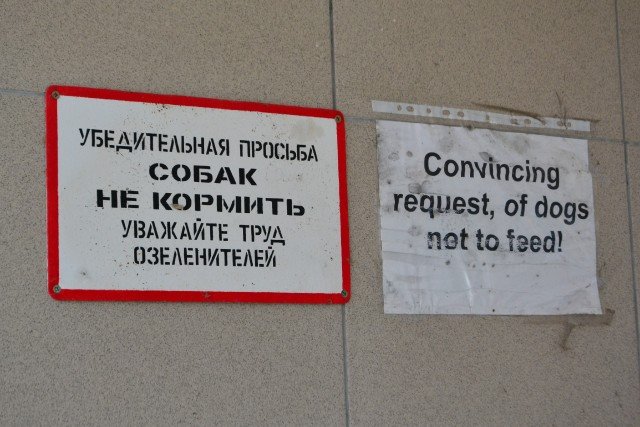 УБЕДИТЕЛЬНАЯ ПРОСЬБА
СОБАК
НЕ КОРМИТЬ
УВАЖАЙТЕ ТРУД
ОЗЕЛЕНИТЕЛЕЙ
Convincing
request, of dogs
not to feed!